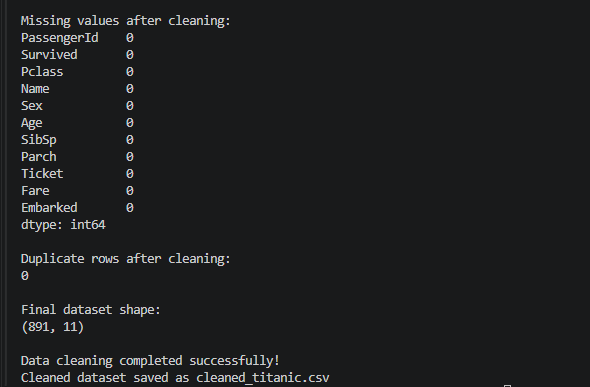 Missing values after cleaning:
PassengerId    0
Survived       0
Pclass         0
Name           0
Sex            0
Age            0
SibSp          0
Parch          0
Ticket         0
Fare           0
Embarked       0
dtype: int64
Duplicate rows after cleaning:
0
Final dataset shape:
(891, 11)
Data cleaning completed successfully!
Cleaned dataset saved as cleaned_titanic.csv